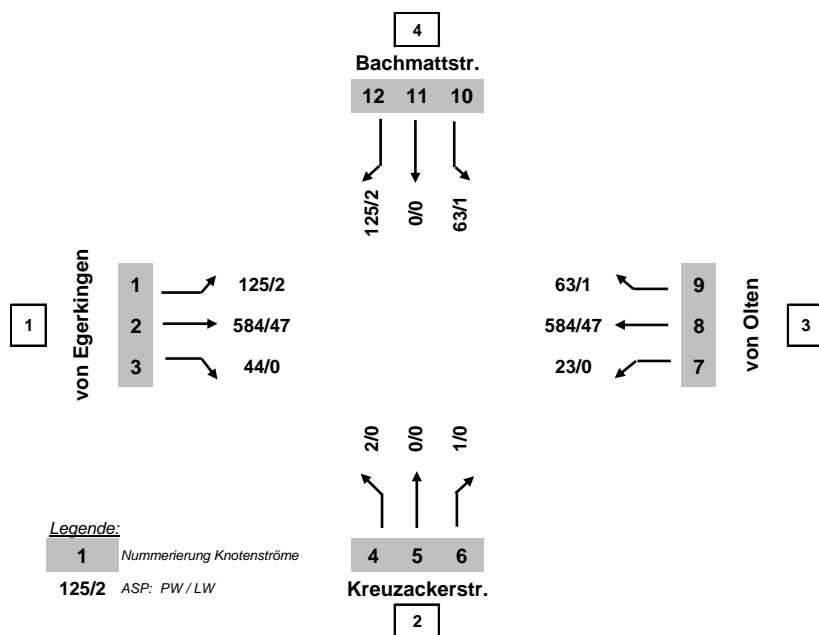 4
Bachmattstr.
12 11 10
125/2 0/0 63/1
von Egerkingen
1
1 125/2
2 584/47
3 44/0
63/1 9
584/47 8
23/0 7
von Olten
3
2/0 0/0 1/0
4 5 6
Kreuzackerstr.
2
Legende:
1 Nummerierung Knotenströme
125/2 ASP: PW / LW